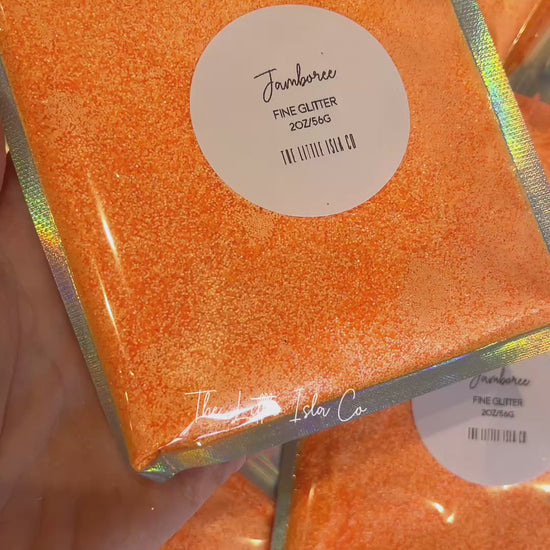 Jamboree
FINE GLITTER
2OZ/56G
THE LITTLE ISLA CO
The Little Isla Co
Jamboree
FINE GLITTER
2OZ/56G
THE LITTLE ISLA CO